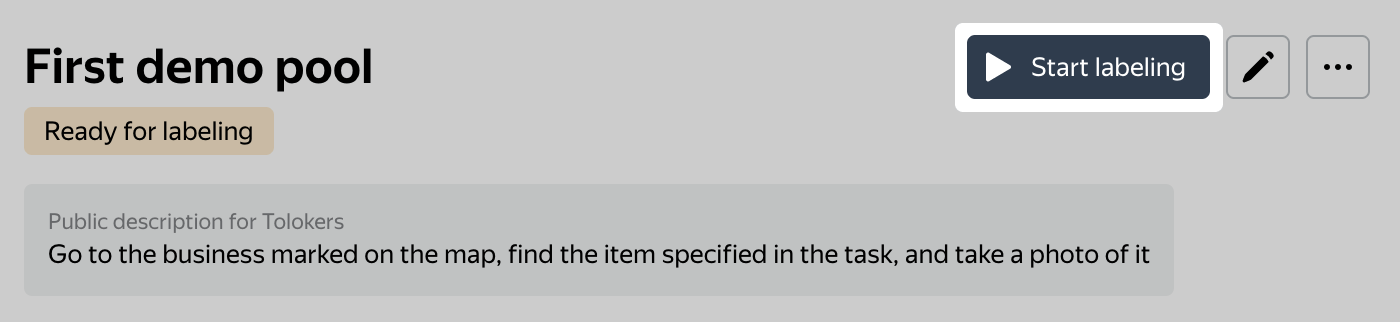 First demo pool
Start labeling
Ready for labeling
Public description for Tolokers
Go to the business marked on the map, find the item specified in the task, and take a photo of it